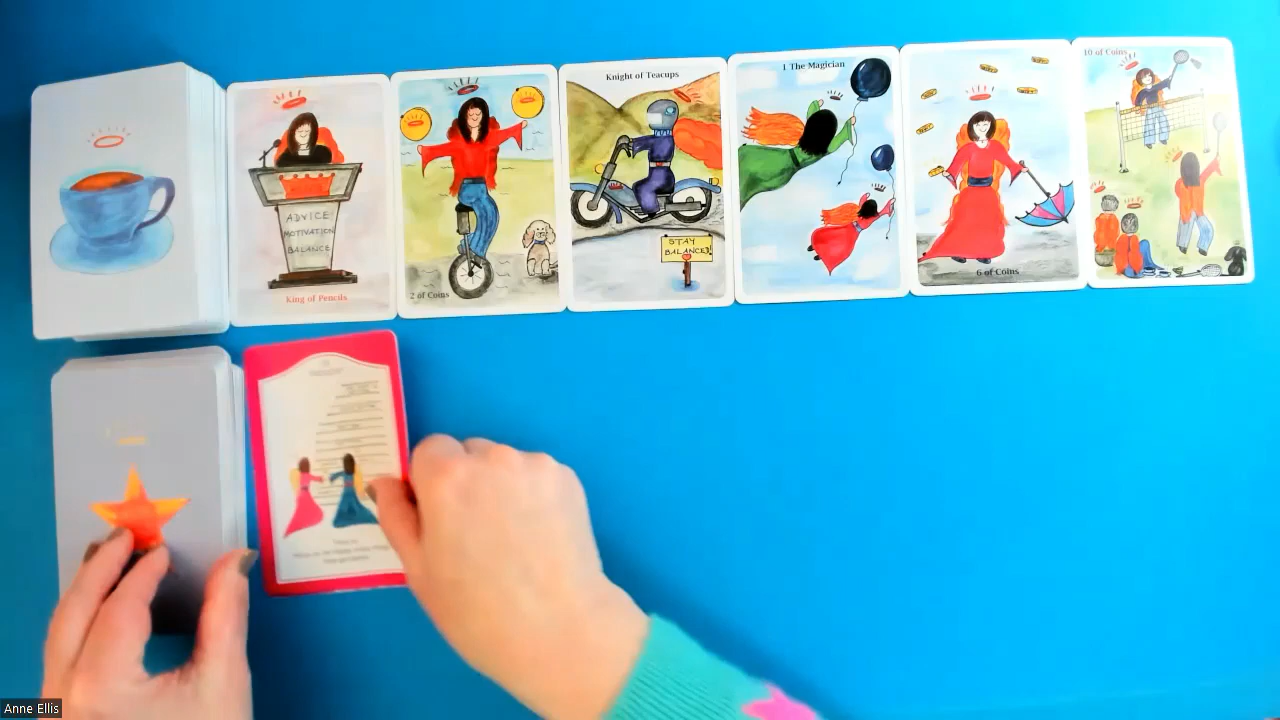 King of Pencils
ADVICE
MOTIVATION
BALANCE
2 of Coins
Knight of Teacups
STAY
BALANCED!
1 The Magician
6 of Coins
10 of Coins
Anne Ellis